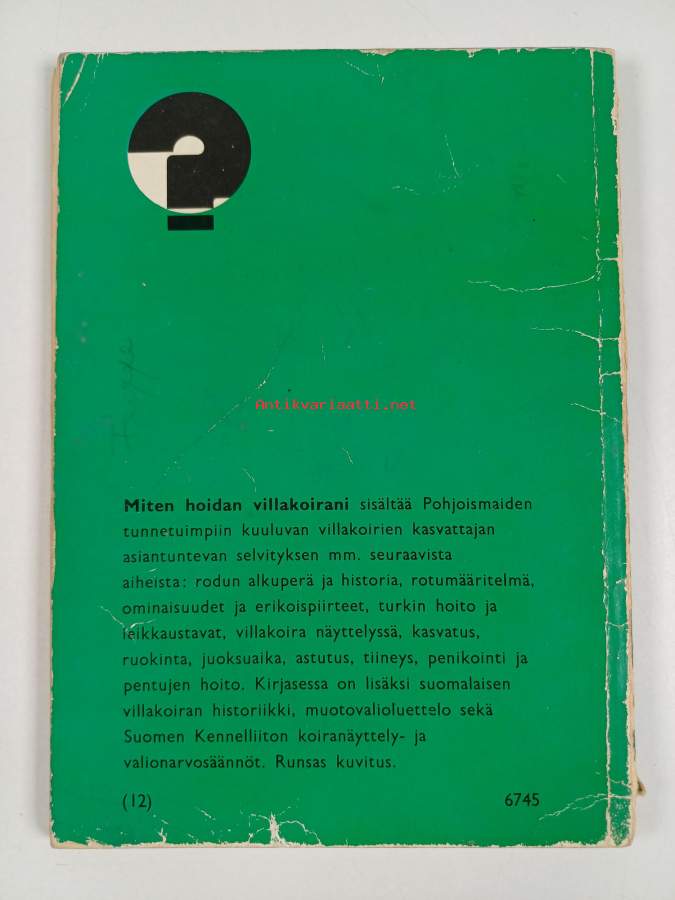 Antikvariaatti.net
Miten hoidan villakoirani sisältää Pohjoismaiden
tunnetuimpiin kuuluvan villakoirien kasvattajan
asiantuntevan selvityksen mm. seuraavista
aiheista: rodun alkuperä ja historia, rotumääritelmä,
ominaisuudet ja erikoispiirteet, turkin hoito ja
leikkaustavat, villakoira näyttelyssä, kasvatus,
ruokinta, juoksuaika, astutus, tiineys, penikointi ja
pentujen hoito. Kirjasessa on lisäksi suomalaisen
villakoiran historiikki, muotovalioluettelo sekä
Suomen Kennelliiton koiranäyttely- ja
valionarvosäännöt. Runsas kuvitus.
(12) 6745